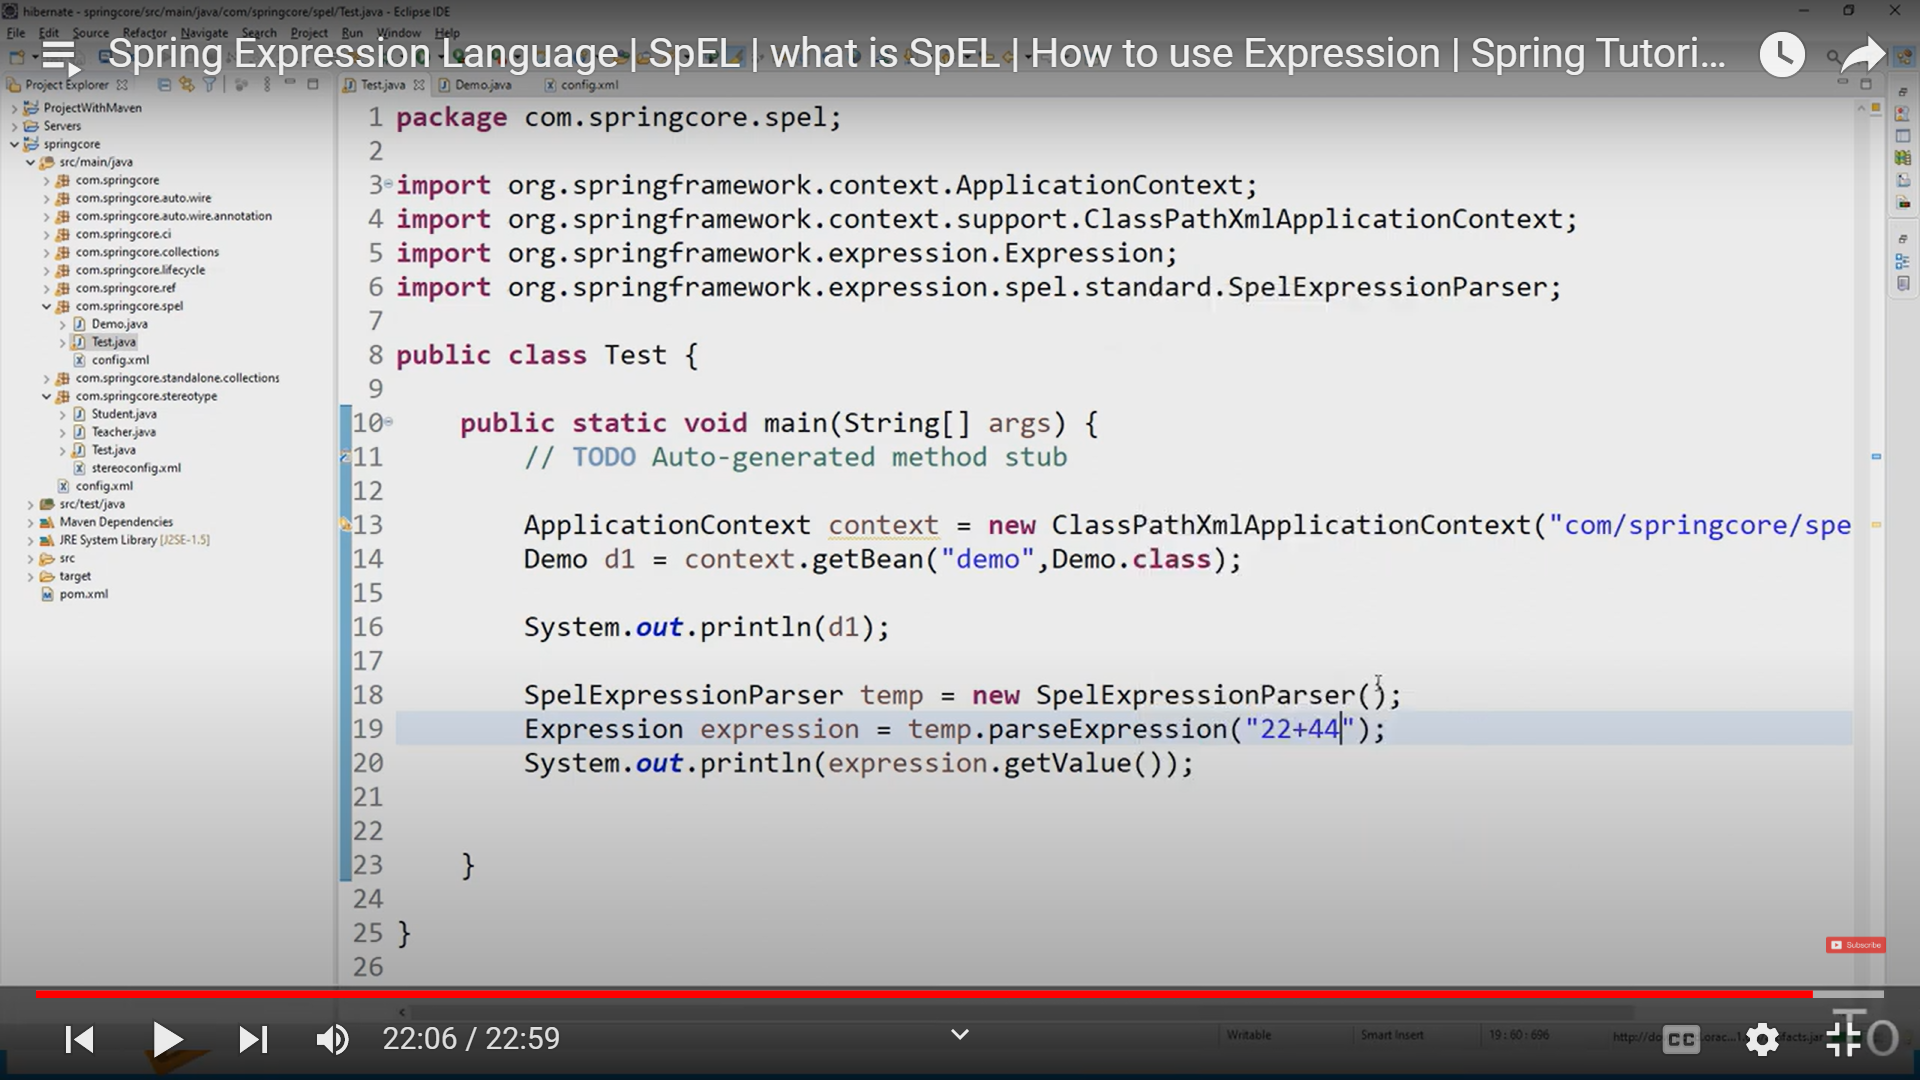 hibernate - springcore/src/main/java/com/springcore/spel/Test.java - Eclipse IDE
File Edit Source Refactor Navigate Search Project Run Window Help
Spring Expression Language | SpEL | what is SpEL | How to use Expression | Spring Tutori...
Project Explorer
Test.java
Demo.java
config.xml
ProjectWithMaven
Servers
springcore
src/main/java
com.springcore
com.springcore.auto.wire
com.springcore.auto.wire.annotation
com.springcore.ci
com.springcore.collections
com.springcore.lifecycle
com.springcore.ref
com.springcore.spel
Demo.java
Test.java
config.xml
com.springcore.standalone.collections
com.springcore.stereotype
Student.java
Teacher.java
Test.java
stereoconfig.xml
config.xml
src/test/java
Maven Dependencies
JRE System Library [J2SE-1.5]
src
target
pom.xml
1 package com.springcore.spel;
2
3 import org.springframework.context.ApplicationContext;
4 import org.springframework.context.support.ClassPathXmlApplicationContext;
5 import org.springframework.expression.Expression;
6 import org.springframework.expression.spel.standard.SpelExpressionParser;
7
8 public class Test {
9
10 public static void main(String[] args) {
11 // TODO Auto-generated method stub
12
13 ApplicationContext context = new ClassPathXmlApplicationContext("com/springcore/spe
14 Demo d1 = context.getBean("demo",Demo.class);
15
16 System.out.println(d1);
17
18 SpelExpressionParser temp = new SpelExpressionParser();
19 Expression expression = temp.parseExpression("22+44");
20 System.out.println(expression.getValue());
21
22
23 }
24
25 }
26
Subscribe
22:06 / 22:59
Writable
Smart Insert
19 : 60 : 696
CC